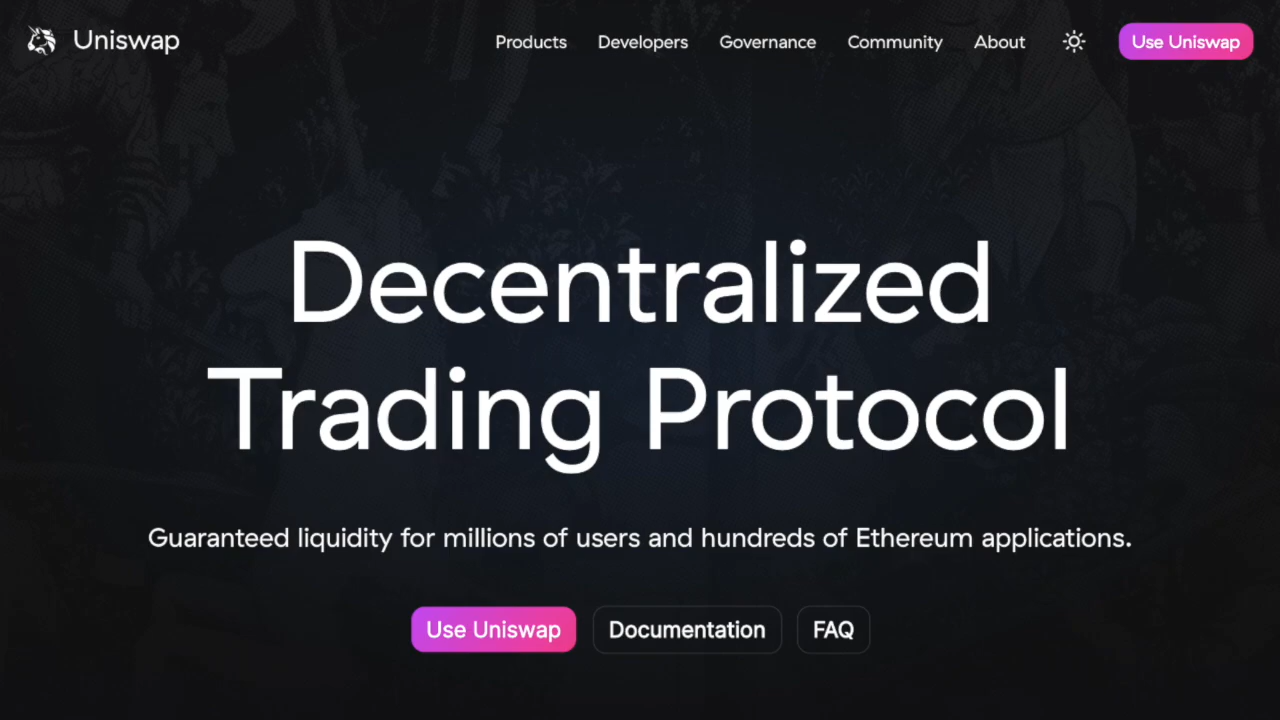 Uniswap
Products Developers Governance Community About Use Uniswap
Decentralized
Trading Protocol
Guaranteed liquidity for millions of users and hundreds of Ethereum applications.
Use Uniswap Documentation FAQ